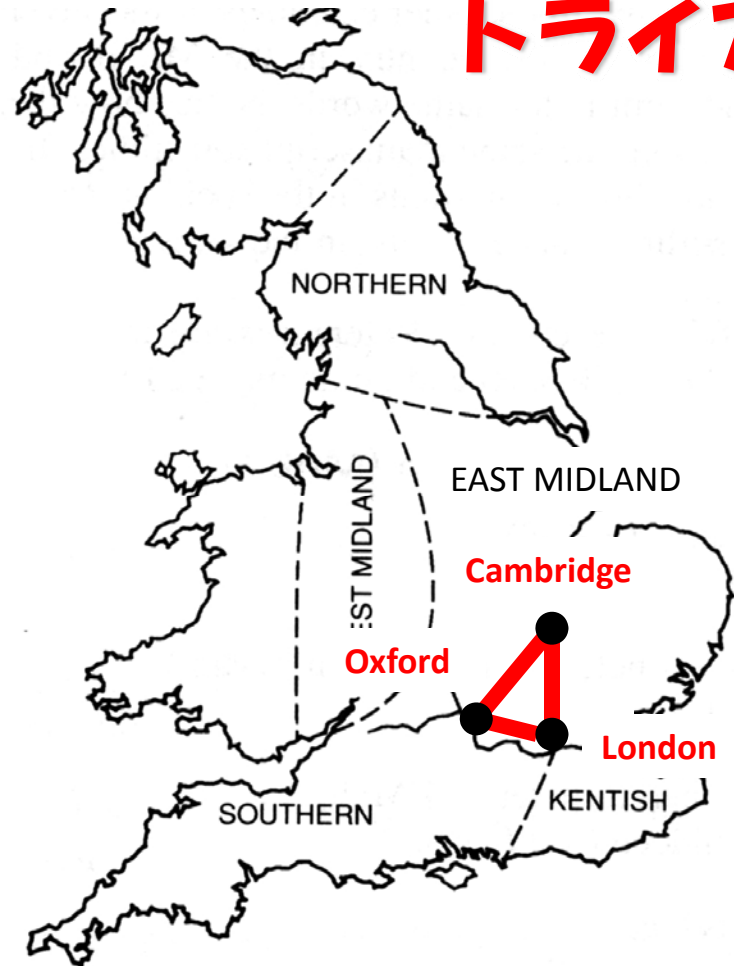 トライ
NORTHERN
EAST MIDLAND
EST MIDLAND
Cambridge
Oxford
London
KENTISH
SOUTHERN